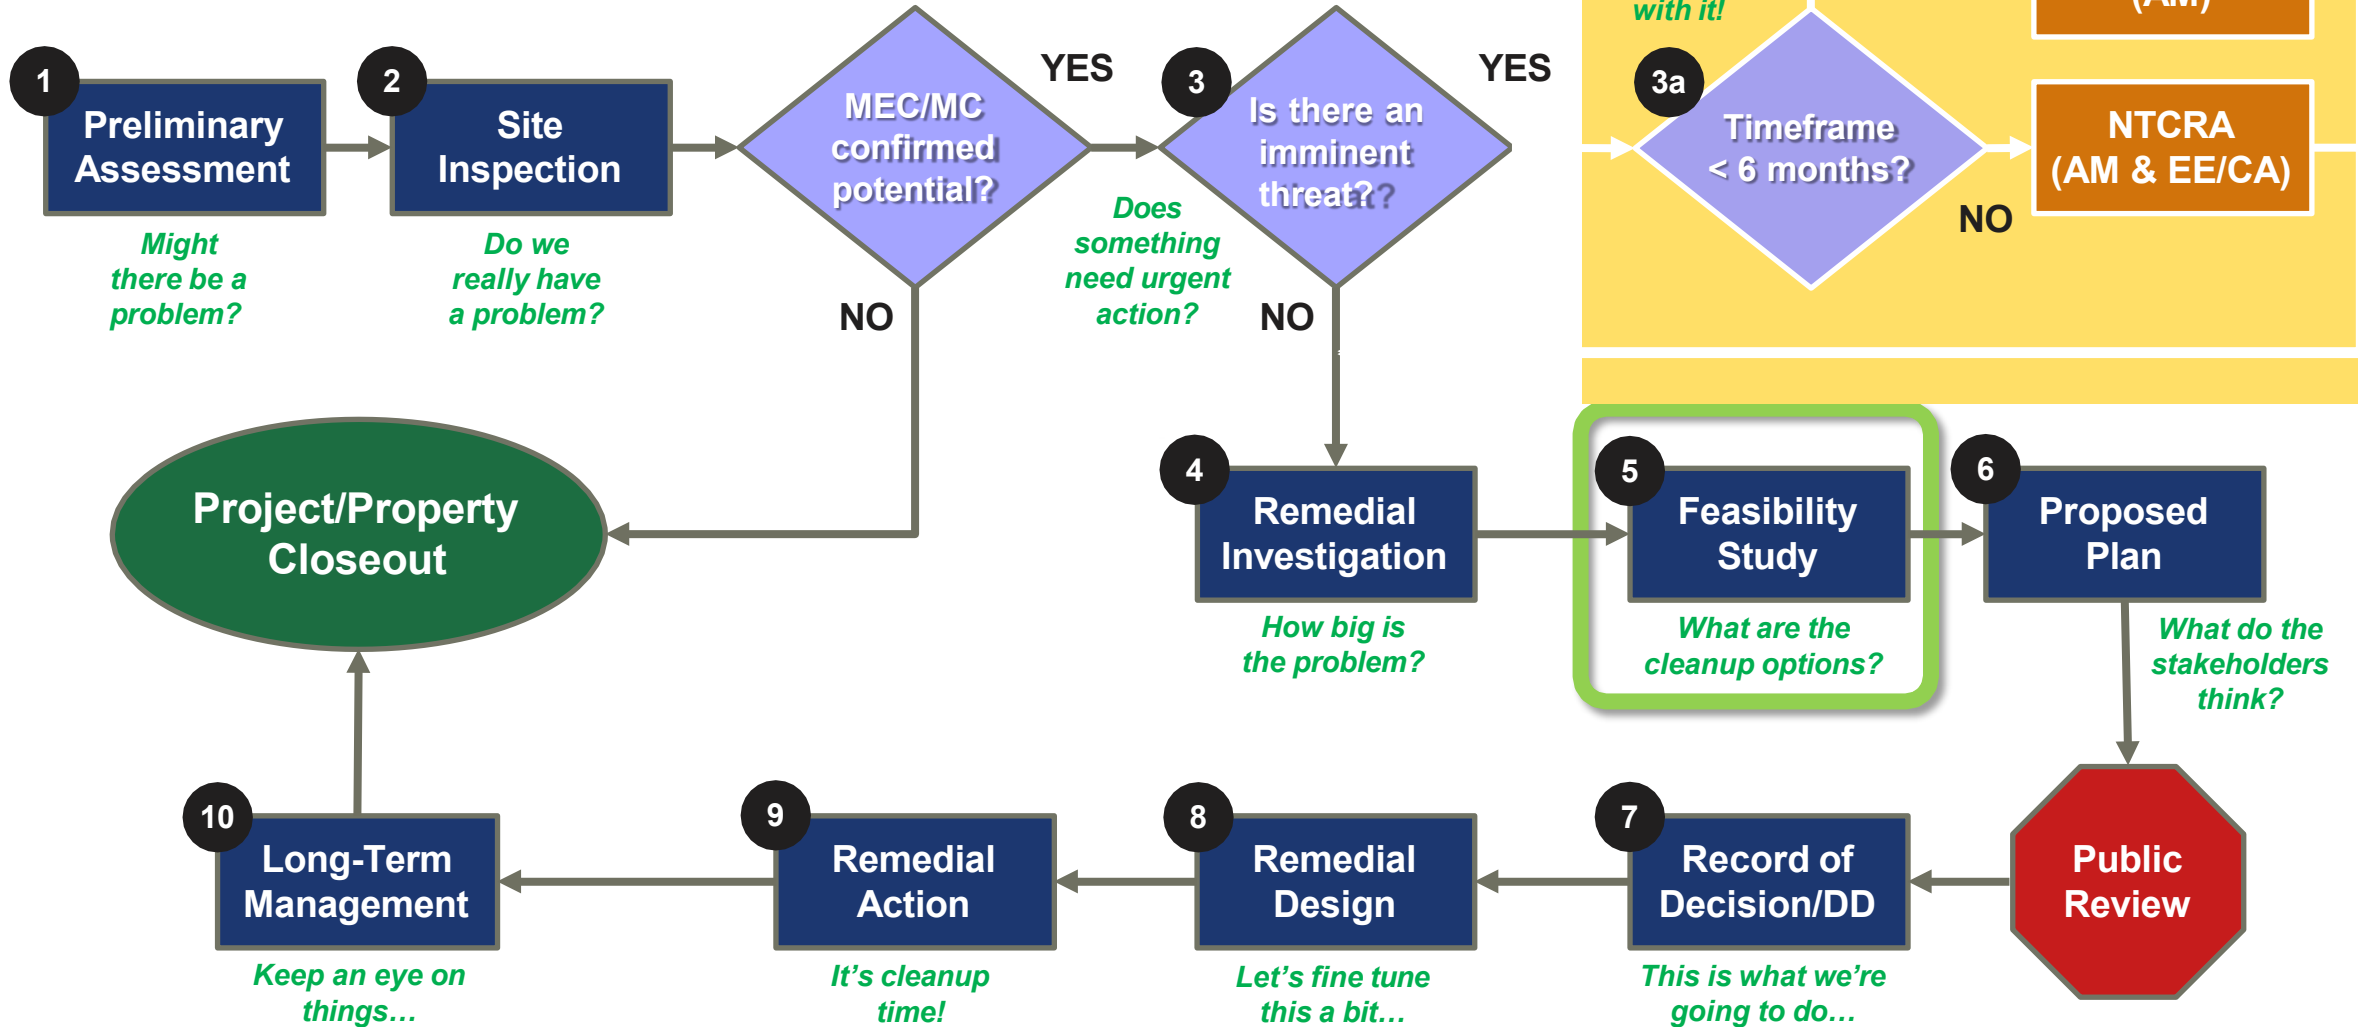 with it!
(AM)
1
Preliminary
Assessment
Might
there be a
problem?
2
Site
Inspection
Do we
really have
a problem?
MEC/MC
confirmed
potential?
YES
NO
3
Is there an
imminent
threat?
Does
something
need urgent
action?
YES
NO
3a
Timeframe
< 6 months?
NO
NTCRA
(AM & EE/CA)
Project/Property
Closeout
4
Remedial
Investigation
How big is
the problem?
5
Feasibility
Study
What are the
cleanup options?
6
Proposed
Plan
What do the
stakeholders
think?
Public
Review
7
Record of
Decision/DD
This is what we're
going to do…
8
Remedial
Design
Let's fine tune
this a bit…
9
Remedial
Action
It's cleanup
time!
10
Long-Term
Management
Keep an eye on
things…